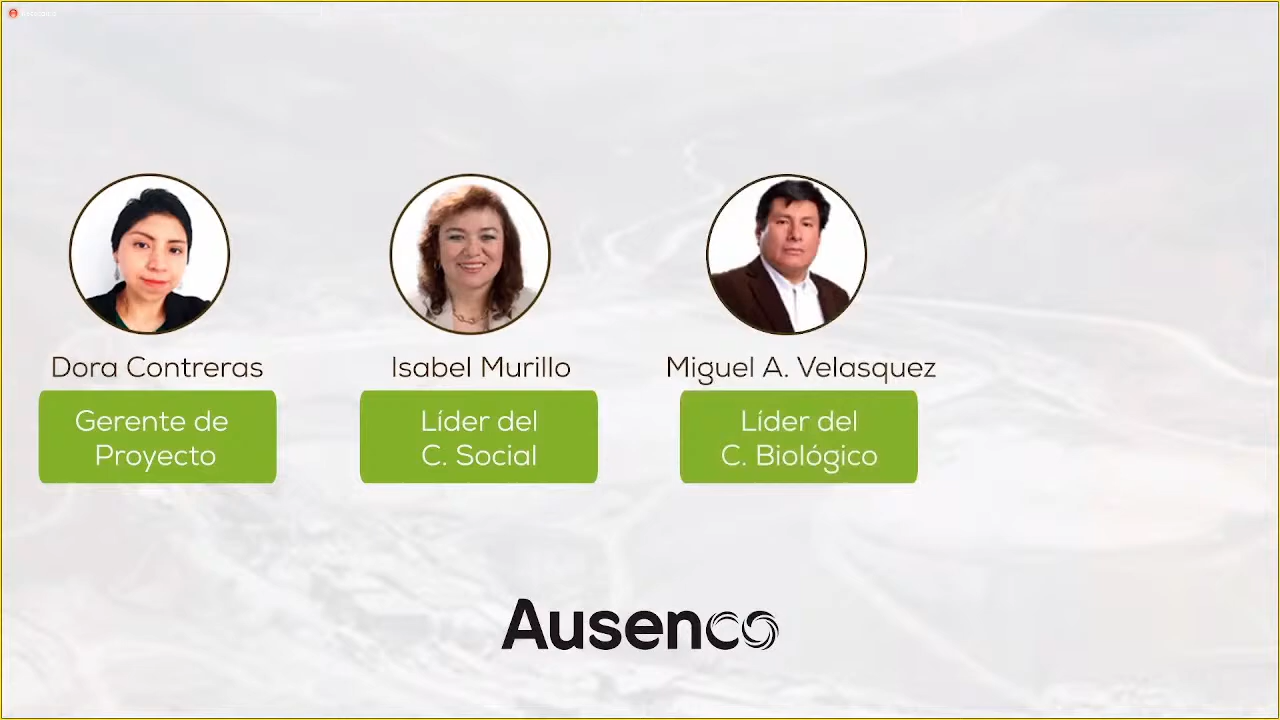 Dora Contreras
Gerente de
Proyecto
Isabel Murillo
Líder del
C. Social
Miguel A. Velasquez
Líder del
C. Biológico
Ausenco